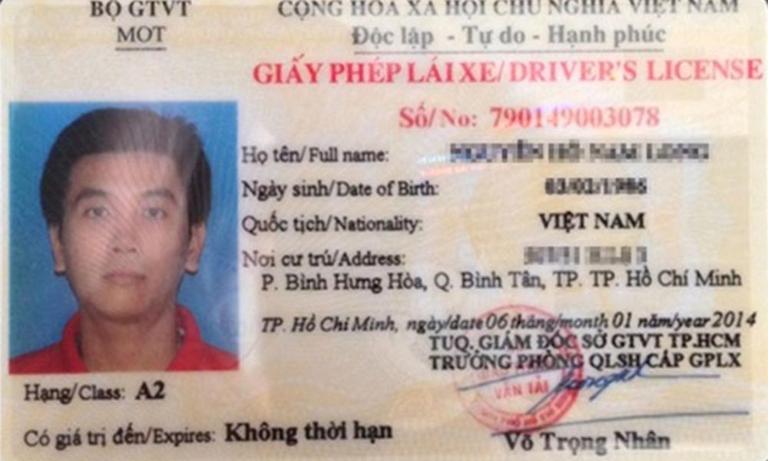 BỘ GTVT
MOT
CỘNG HÒA XÃ HỘI CHỦ NGHĨA VIỆT NAM
Độc lập - Tự do - Hạnh phúc
GIẤY PHÉP LÁI XE/ DRIVER'S LICENSE
Số/ No: 790149003078
Họ tên/ Full name:
Ngày sinh/Date of Birth:
Quốc tịch/ Nationality: VIỆT NAM
Nơi cư trú/Address:
P. Bình Hưng Hòa, Q. Bình Tân, TP. TP. Hồ Chí Minh
TP. Hồ Chí Minh, ngày/date 06 tháng/month 01 năm/year 2014
TUQ. GIÁM ĐỐC SỞ GTVT TP.HCM
TRƯỞNG PHÒNG QLSH CẤP GPLX
VẬN TẢI
Hạng/Class: A2
Có giá trị đến/Expires: Không thời hạn
Võ Trọng Nhân